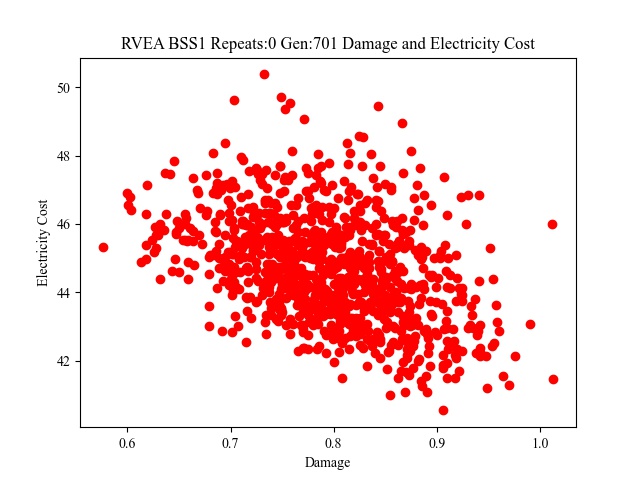 RVEA BSS1 Repeats:0 Gen:701 Damage and Electricity Cost
50
48
46
44
42
Electricity Cost
0.6 0.7 0.8 0.9 1.0
Damage